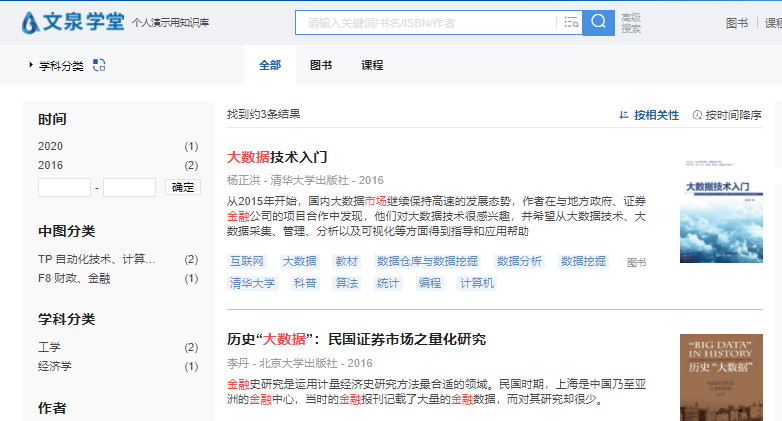 文泉学堂 个人演示用知识库
请输入关键词/书名/ISBN/作者
高级
搜索
图书 | 课程
学科分类
全部 图书 课程
时间
2020 (1)
2016 (2)
- 确定
中图分类
TP 自动化技术、计算... (2)
F8 财政、金融 (1)
学科分类
工学 (2)
经济学 (1)
作者
找到约3条结果 按相关性 按时间降序
大数据技术入门
杨正洪 - 清华大学出版社 - 2016
从2015年开始，国内大数据市场继续保持高速的发展态势，作者在与地方政府、证券
金融公司的项目合作中发现，他们对大数据技术很感兴趣，并希望从大数据技术、大
数据采集、管理、分析以及可视化等方面得到指导和应用帮助
互联网 大数据 教材 数据仓库与数据挖掘 数据分析 数据挖掘 图书
清华大学 科普 算法 统计 编程 计算机
大数据技术入门
历史“大数据”：民国证券市场之量化研究
李丹 - 北京大学出版社 - 2016
金融史研究是运用计量经济史研究方法最合适的领域。民国时期，上海是中国乃至亚
洲的金融中心，当时的金融报刊记载了大量的金融数据，而对其研究却很少。
"BIG DATA"
IN HISTORY
历史“大数据”